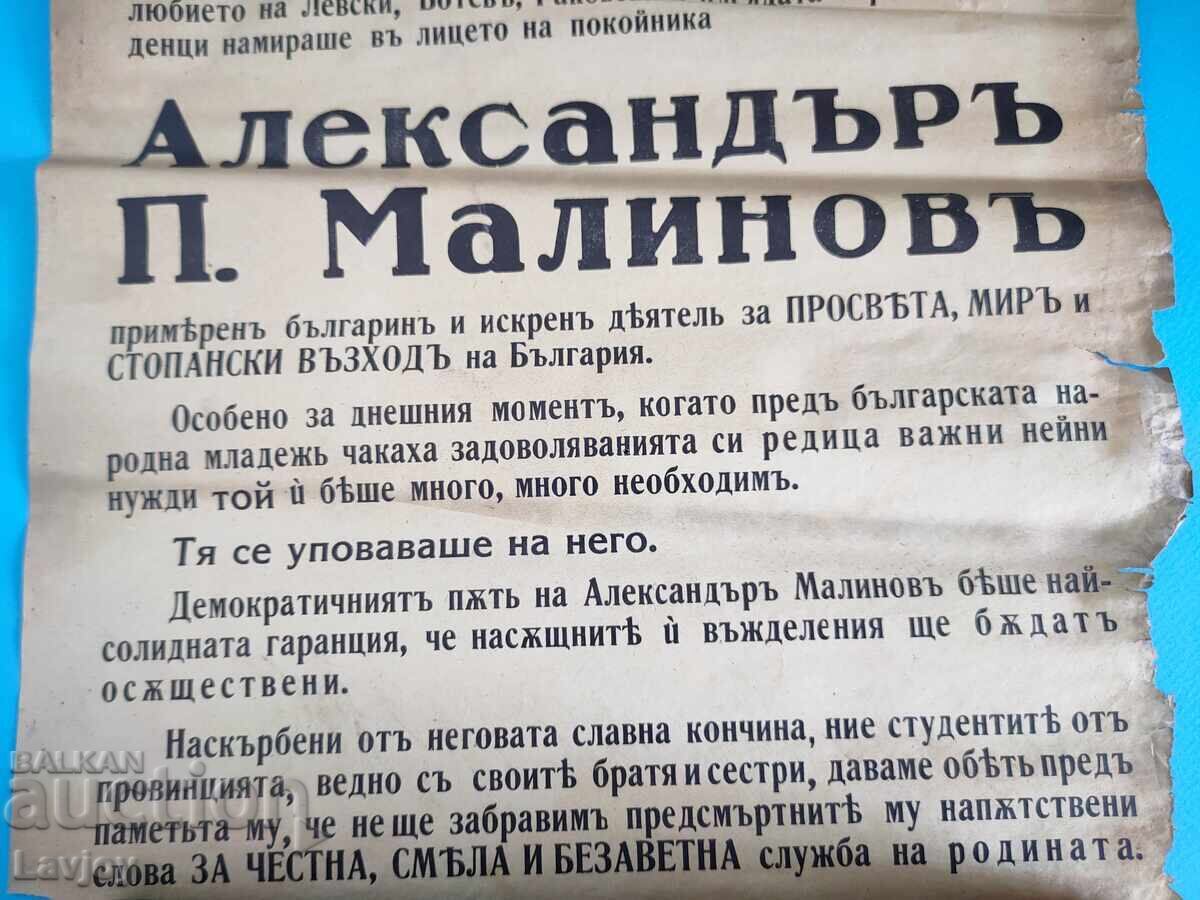 любието на Левски, Ботевъ,
денци намираше въ лицето на покойника
Александъръ
П. Малиновъ
примѣренъ българинъ и искренъ дѣятель за ПРОСВѢТА, МИРЪ и
СТОПАНСКИ ВЪЗХОДЪ на България.
Особено за днешния моментъ, когато предъ българската на-
родна младежь чакаха задоволяванията си редица важни нейни
нужди той ѝ бѣше много, много необходимъ.
Тя се уповаваше на него.
Демократичниятъ пѫть на Александъръ Малиновъ бѣше най-
солидната гаранция, че насѫщнитѣ ѝ въжделения ще бѫдатъ
осѫществени.
Наскърбени отъ неговата славна кончина, ние студентитѣ отъ
провинцията, ведно съ своитѣ братя и сестри, даваме обѣтъ предъ
паметьта му, че не ще забравимъ предсмъртнитѣ му напѫтствени
слова ЗА ЧЕСТНА, СМѢЛА И БЕЗАВЕТНА служба на родината.
BALKAN
auction
Lavjov